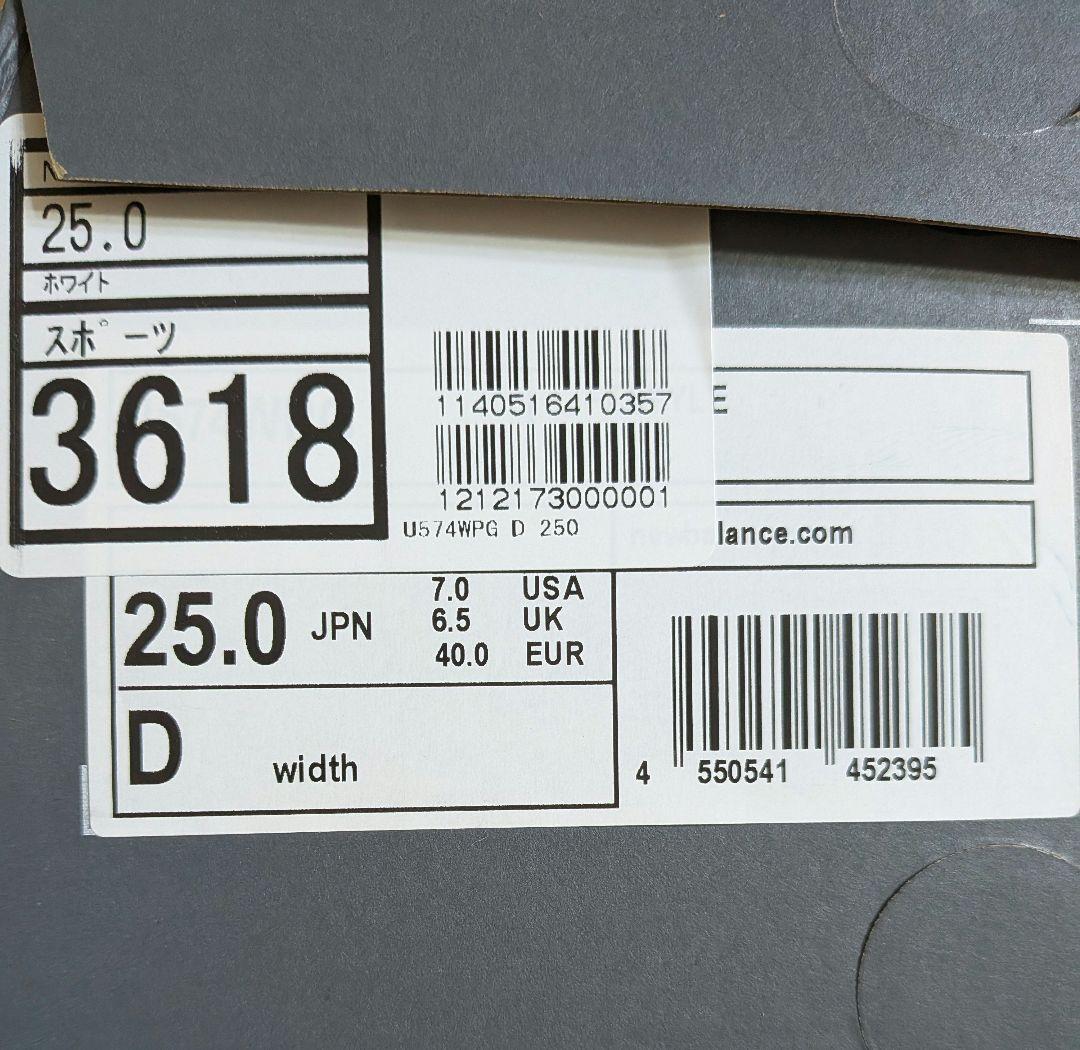 25.0
ホワイト
スポーツ
3618
1140516410357
1212173000001
U574WPG D 250
newbalance.com
25.0 JPN
7.0 USA
6.5 UK
40.0 EUR
D width
4 550541 452395